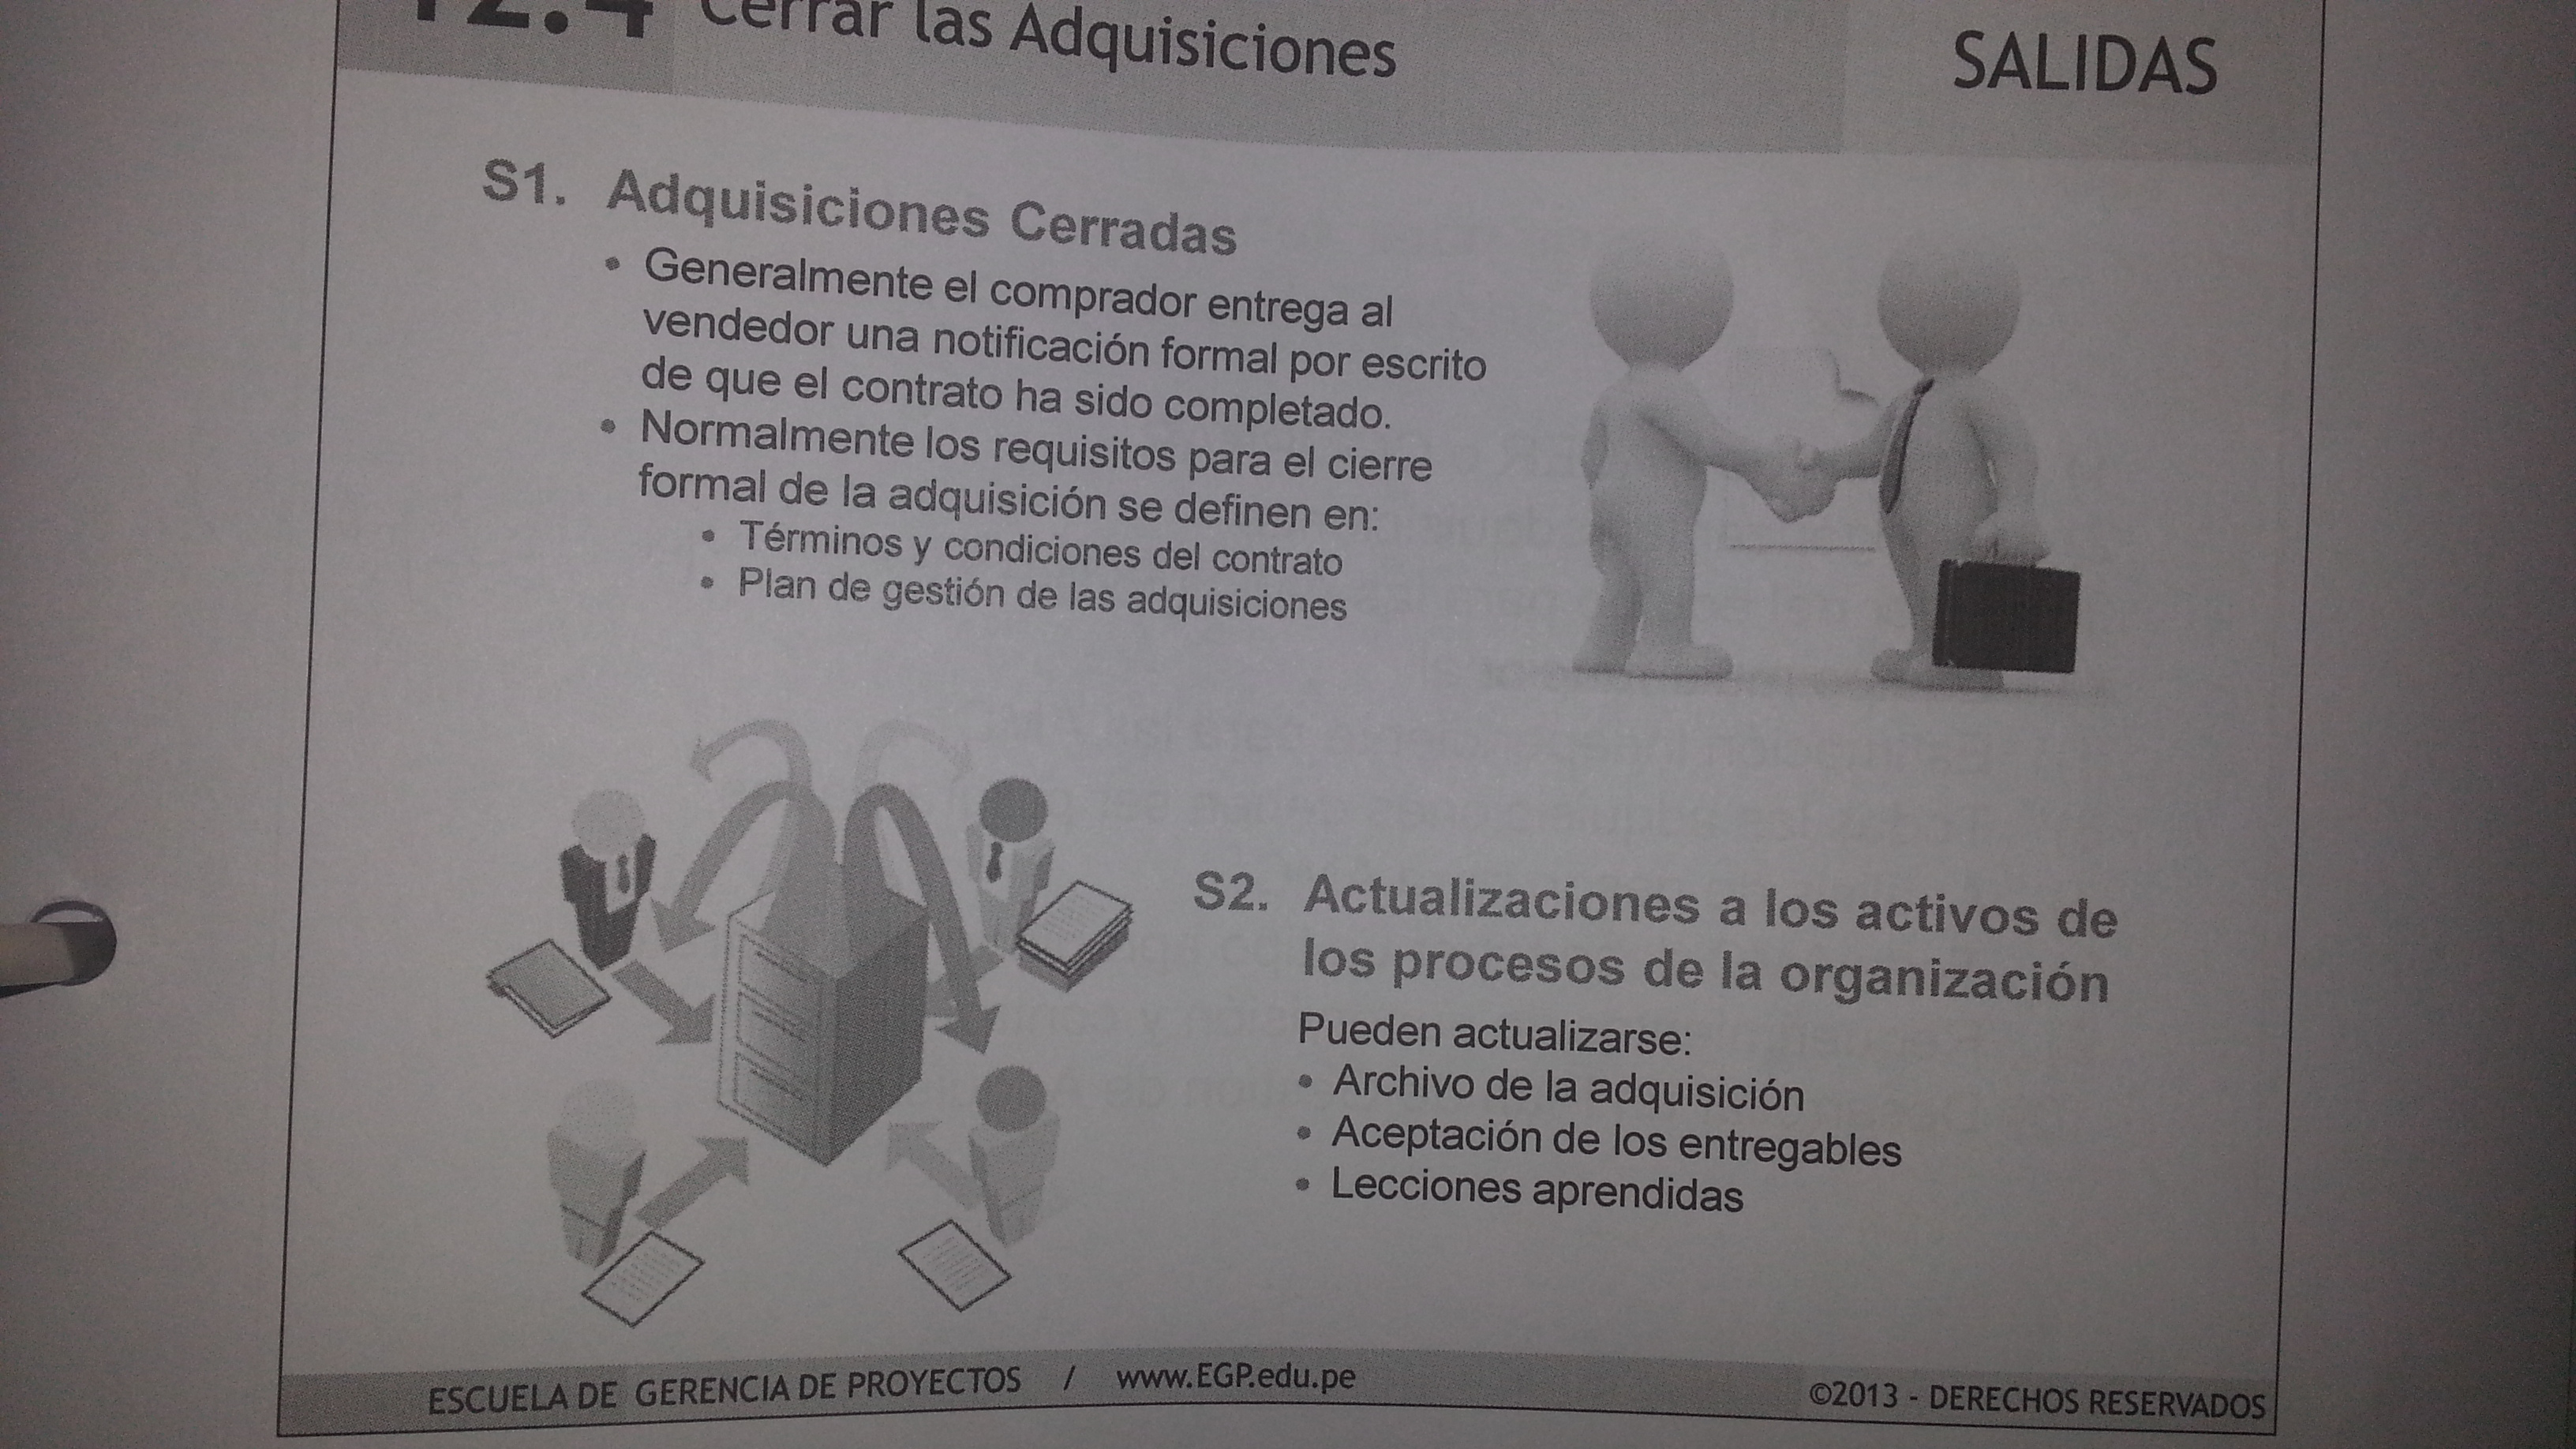 12.4 Cerrar las Adquisiciones
SALIDAS
S1. Adquisiciones Cerradas
• Generalmente el comprador entrega al
vendedor una notificación formal por escrito
de que el contrato ha sido completado.
• Normalmente los requisitos para el cierre
formal de la adquisición se definen en:
• Términos y condiciones del contrato
• Plan de gestión de las adquisiciones
S2. Actualizaciones a los activos de
los procesos de la organización
Pueden actualizarse:
• Archivo de la adquisición
• Aceptación de los entregables
• Lecciones aprendidas
ESCUELA DE GERENCIA DE PROYECTOS / www.EGP.edu.pe
©2013 - DERECHOS RESERVADOS